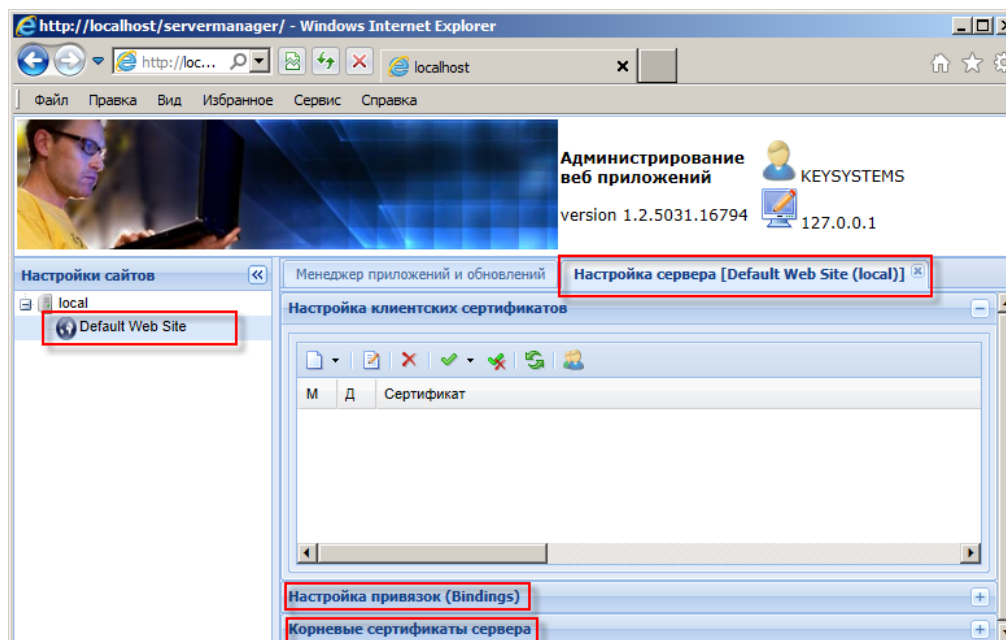 http://localhost/servermanager/ - Windows Internet Explorer
http://loc...
localhost
Файл Правка Вид Избранное Сервис Справка
Администрирование
веб приложений
version 1.2.5031.16794
KEYSYSTEMS
127.0.0.1
Настройки сайтов
local
Default Web Site
Менеджер приложений и обновлений
Настройка сервера [Default Web Site (local)]
Настройка клиентских сертификатов
М Д Сертификат
Настройка привязок (Bindings)
Корневые сертификаты сервера